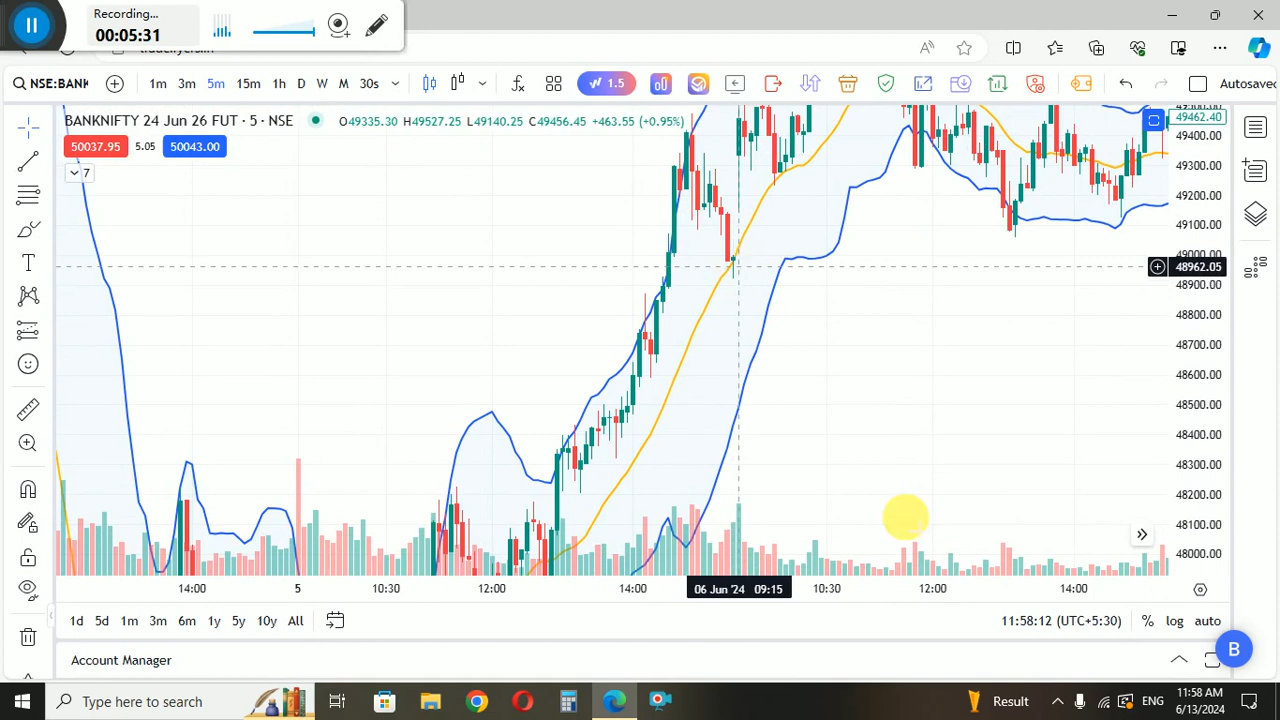 Recording...
00:05:31
NSE:BANK
1m 3m 5m 15m 1h D W M 30s
1.5
Autosaved
BANKNIFTY 24 Jun 26 FUT · 5 · NSE
O49335.30 H49527.25 L49140.25 C49456.45 +463.55 (+0.95%)
50037.95 5.05 50043.00
7
49462.40
49400.00
49300.00
49200.00
49100.00
49000.00
48962.05
48900.00
48800.00
48700.00
48600.00
48500.00
48400.00
48300.00
48200.00
48100.00
48000.00
14:00 5 10:30 12:00 14:00 06 Jun '24 09:15 10:30 12:00 14:00
1d 5d 1m 3m 6m 1y 5y 10y All
11:58:12 (UTC+5:30) % log auto
B
Account Manager
Type here to search
Result
ENG
11:58 AM
6/13/2024